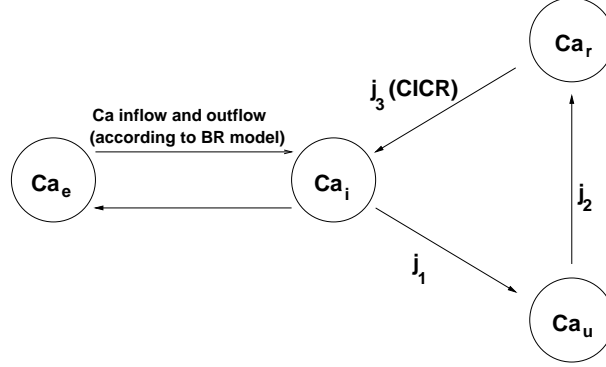 Ca_r
j_3 (CICR)
Ca inflow and outflow
(according to BR model)
Ca_e
Ca_i
j_2
j_1
Ca_u